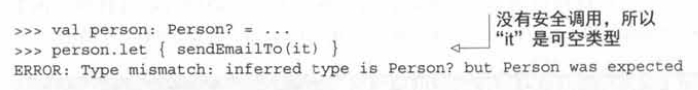 >>> val person: Person? = ...
>>> person.let { sendEmailTo(it) }
没有安全调用，所以
“it”是可空类型
ERROR: Type mismatch: inferred type is Person? but Person was expected